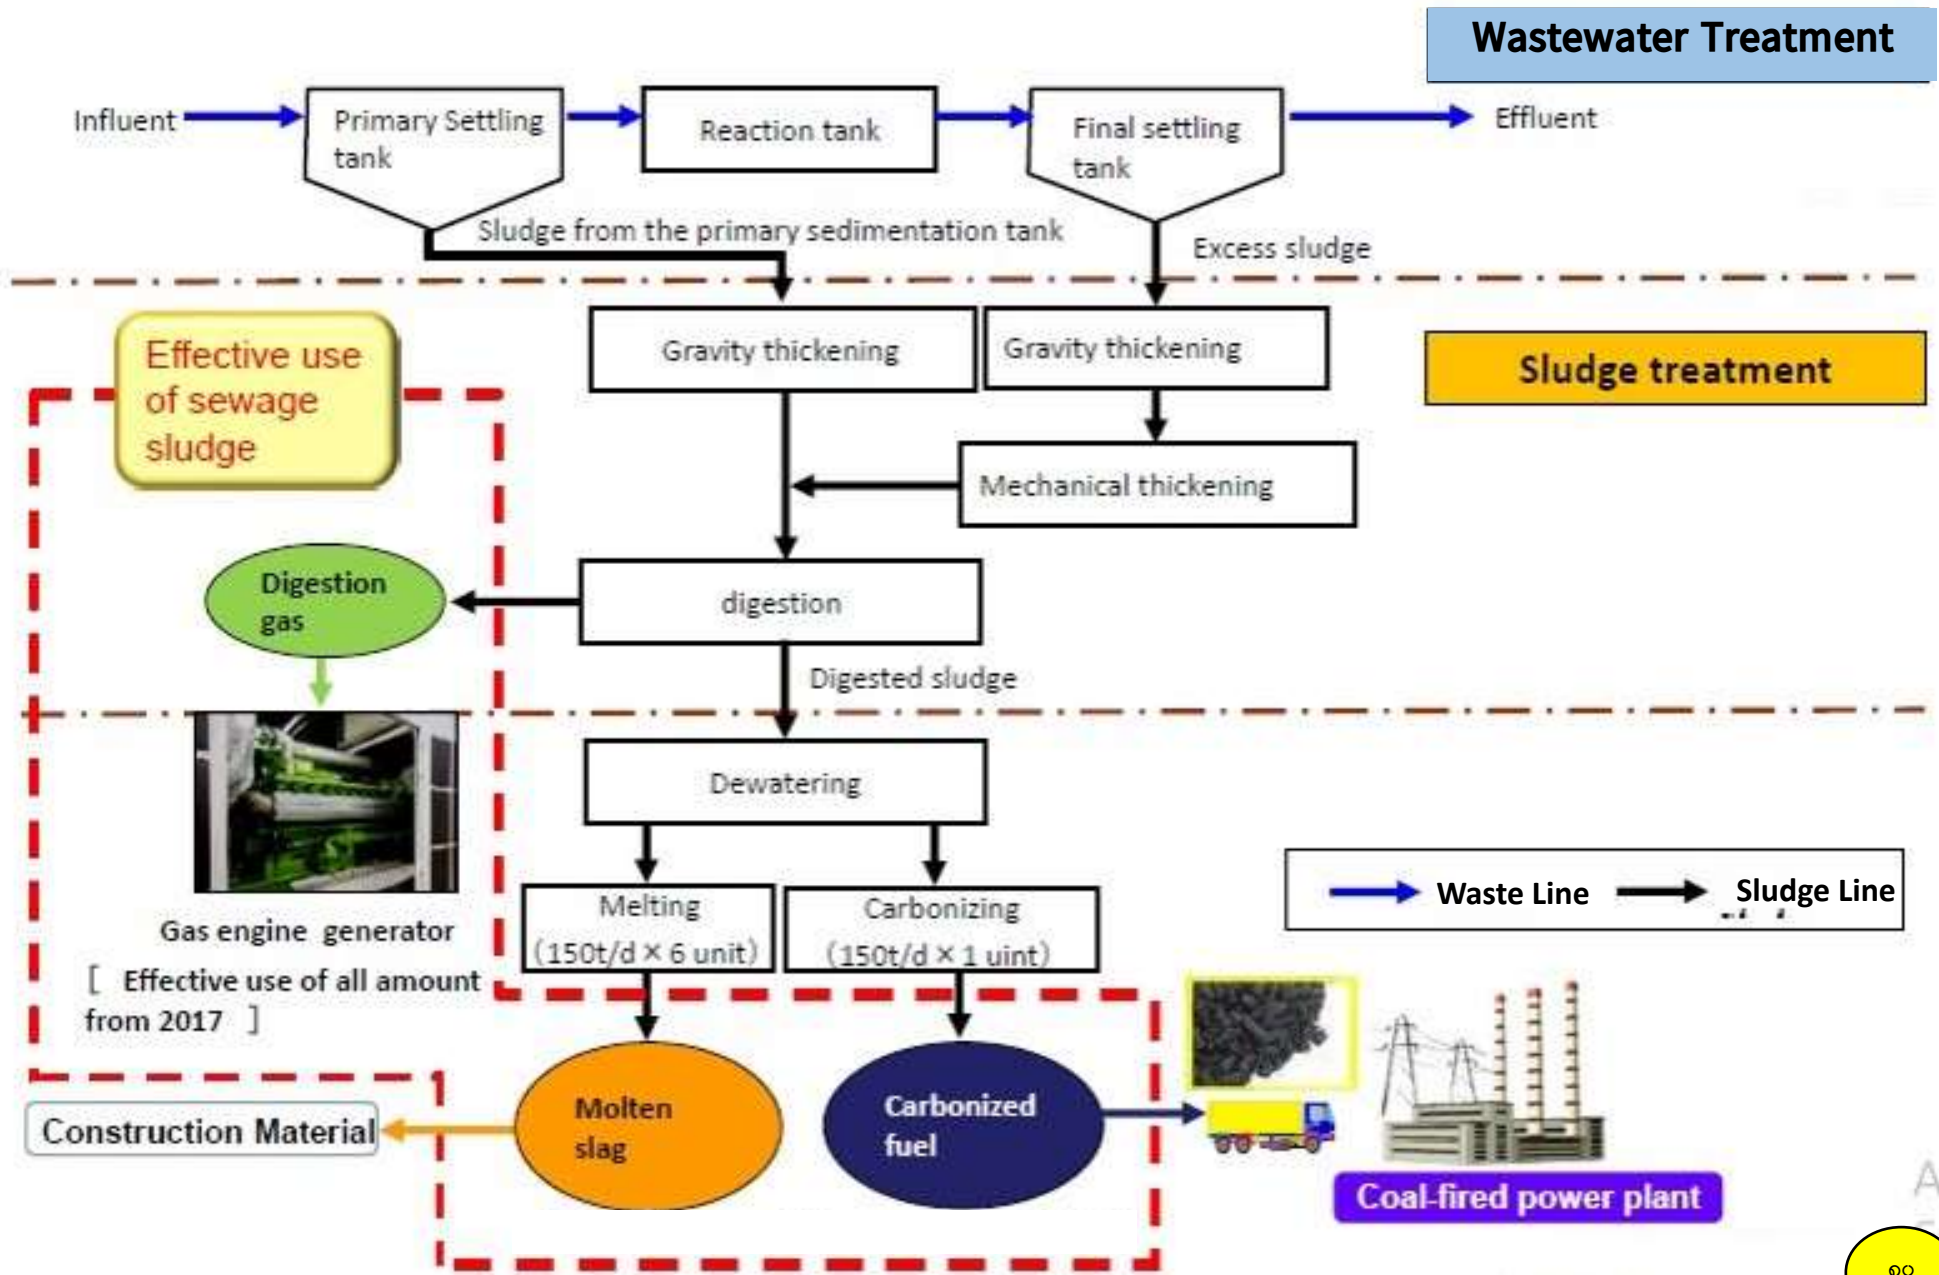 Wastewater Treatment
Influent
Primary Settling
tank
Reaction tank
Final settling
tank
Effluent
Sludge from the primary sedimentation tank
Excess sludge
Effective use
of sewage
sludge
Gravity thickening
Gravity thickening
Sludge treatment
Mechanical thickening
Digestion
gas
digestion
Digested sludge
Dewatering
Gas engine generator
[ Effective use of all amount
from 2017 ]
Melting
(150t/d × 6 unit)
Carbonizing
(150t/d × 1 uint)
Waste Line
Sludge Line
Molten
slag
Carbonized
fuel
Construction Material
Coal-fired power plant